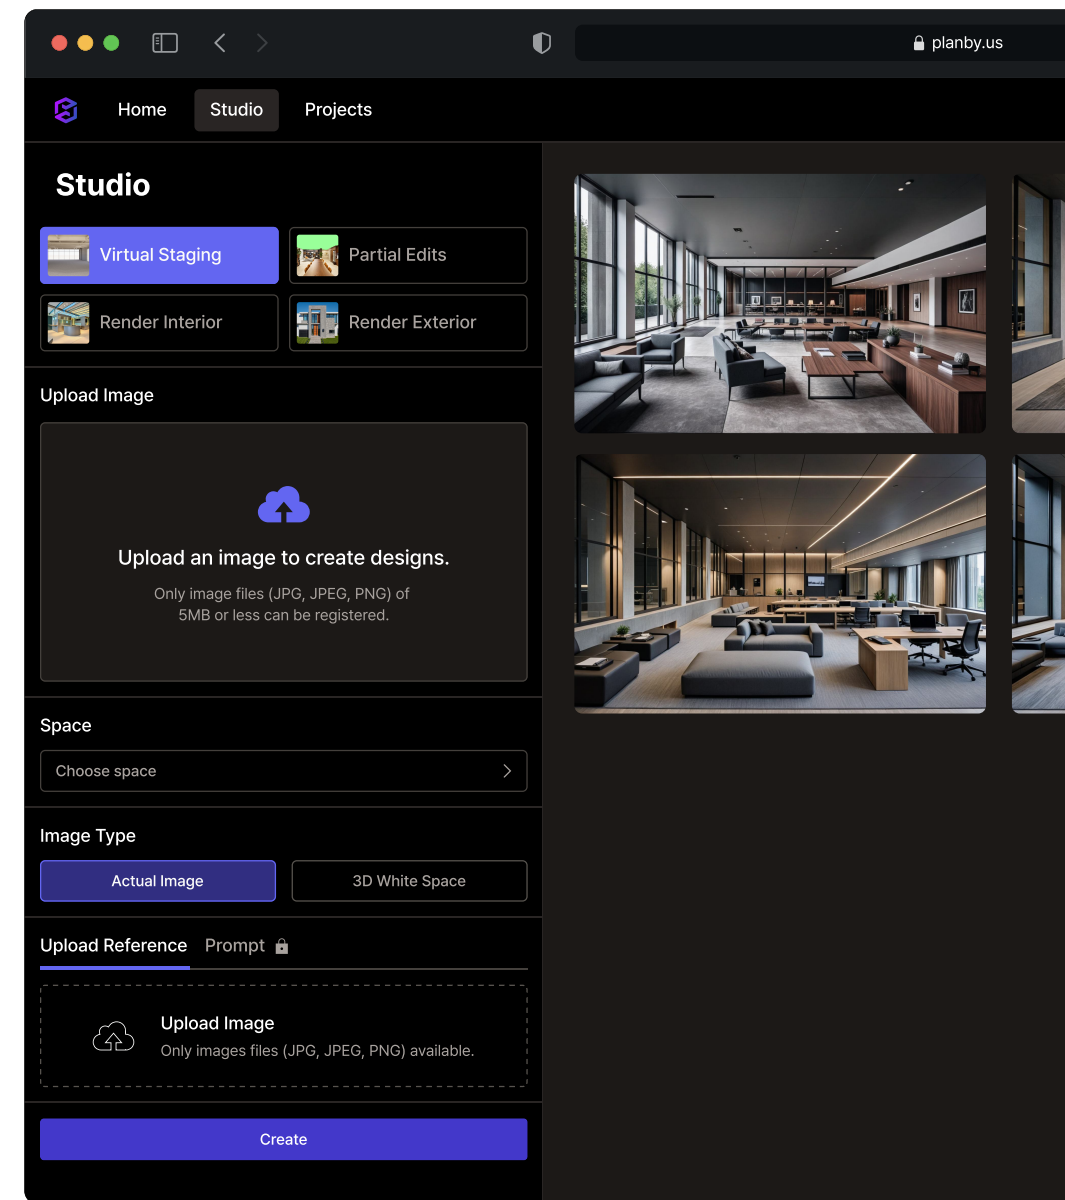 planby.us
Home
Studio
Projects
Studio
Virtual Staging
Partial Edits
Render Interior
Render Exterior
Upload Image
Upload an image to create designs.
Only image files (JPG, JPEG, PNG) of
5MB or less can be registered.
Space
Choose space
Image Type
Actual Image
3D White Space
Upload Reference
Prompt
Upload Image
Only images files (JPG, JPEG, PNG) available.
Create